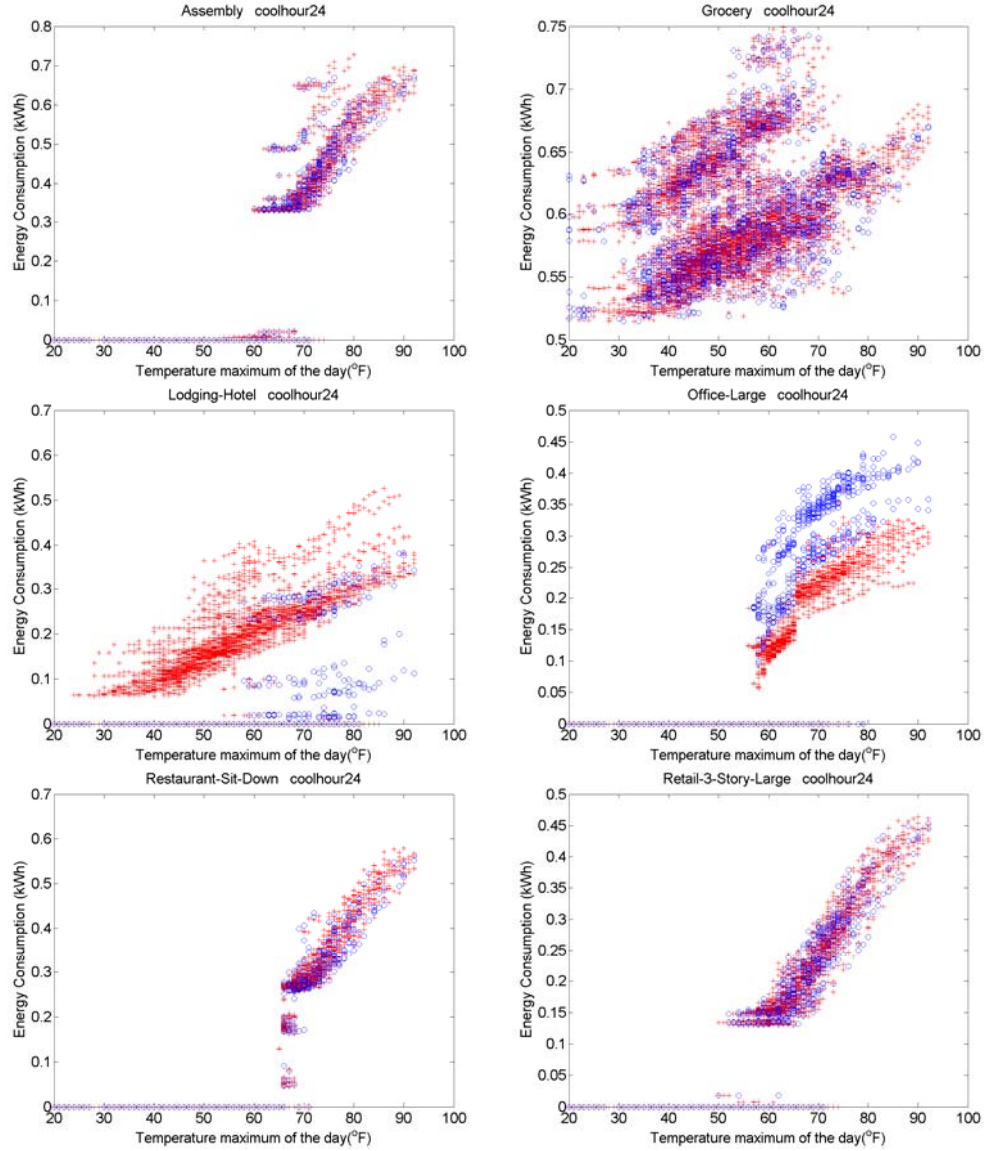 Assembly coolhour24
Energy Consumption (kWh)
0.8
0.7
0.6
0.5
0.4
0.3
0.2
0.1
0
20 30 40 50 60 70 80 90 100
Temperature maximum of the day(°F)
Grocery coolhour24
Energy Consumption (kWh)
0.75
0.7
0.65
0.6
0.55
0.5
20 30 40 50 60 70 80 90 100
Temperature maximum of the day(°F)
Lodging-Hotel coolhour24
Energy Consumption (kWh)
0.7
0.6
0.5
0.4
0.3
0.2
0.1
0
20 30 40 50 60 70 80 90 100
Temperature maximum of the day(°F)
Office-Large coolhour24
Energy Consumption (kWh)
0.5
0.45
0.4
0.35
0.3
0.25
0.2
0.15
0.1
0.05
0
20 30 40 50 60 70 80 90 100
Temperature maximum of the day(°F)
Restaurant-Sit-Down coolhour24
Energy Consumption (kWh)
0.7
0.6
0.5
0.4
0.3
0.2
0.1
0
20 30 40 50 60 70 80 90 100
Temperature maximum of the day(°F)
Retail-3-Story-Large coolhour24
Energy Consumption (kWh)
0.5
0.45
0.4
0.35
0.3
0.25
0.2
0.15
0.1
0.05
0
20 30 40 50 60 70 80 90 100
Temperature maximum of the day(°F)